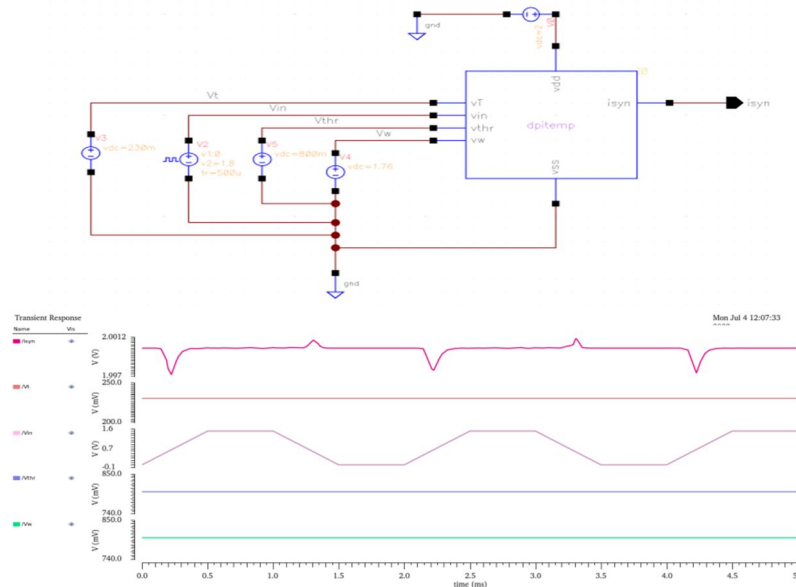 gnd
V0
vdd
vss
Vt
Vin
Vthr
Vw
vT
vin
vthr
vw
isyn
isyn
dpitemp
V3
vdc=230m
V2
v1:0
v2=1.8
tr=500u
V5
vdc=800m
V4
vdc=1.76
gnd
Transient Response
Mon Jul 4 12:07:33
Name
Vis
/isyn
2.0012
V (V)
1.997
/Vt
250.0
V (mV)
200.0
/Vin
1.6
0.7
V (V)
-0.1
/Vthr
850.0
V (mV)
740.0
/Vw
850.0
V (mV)
740.0
0.0
0.5
1.0
1.5
2.0
2.5
3.0
3.5
4.0
4.5
time (ms)